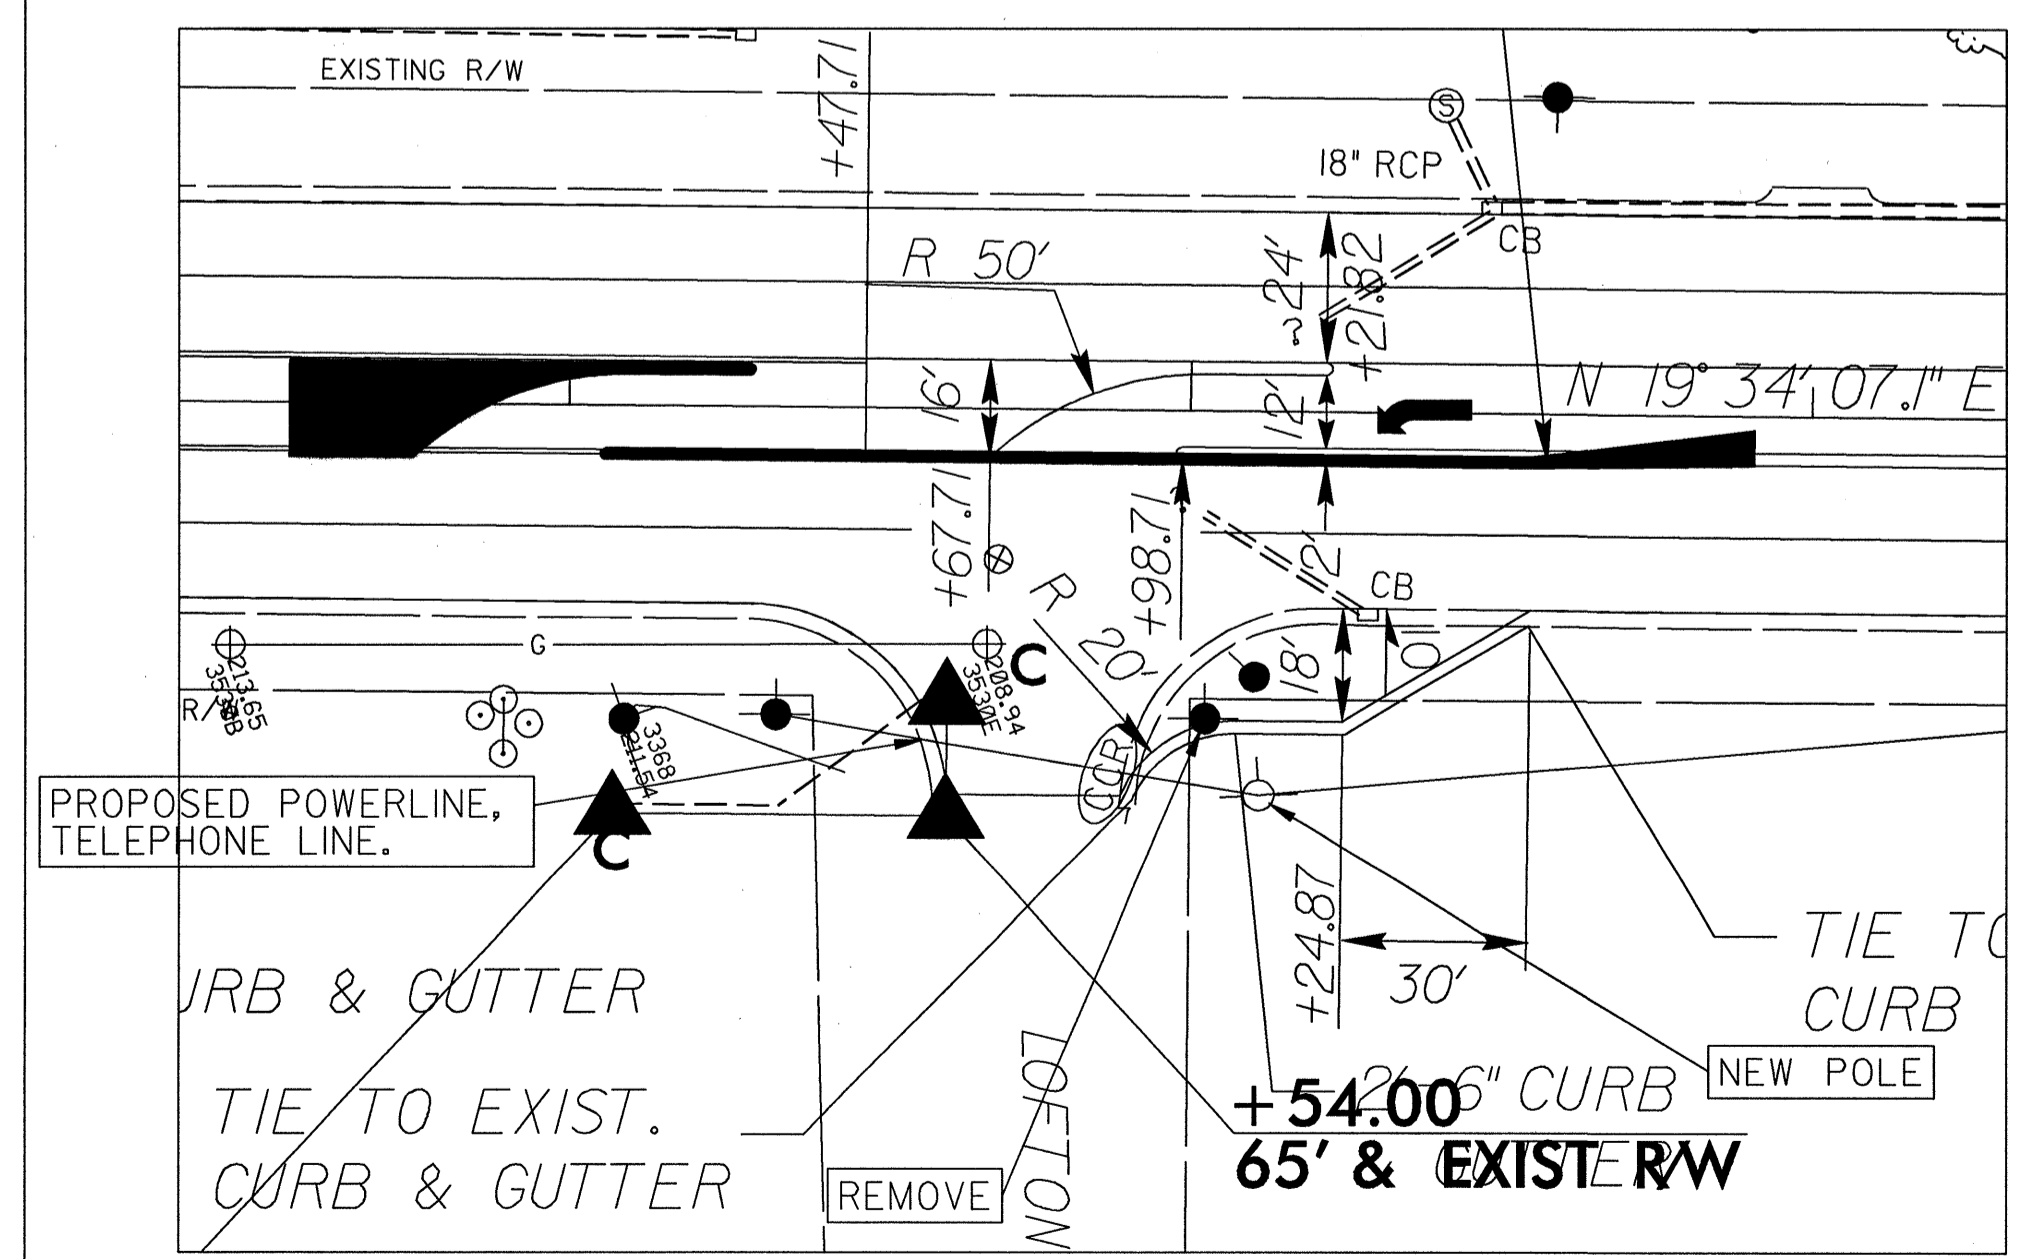 EXISTING R/W
+47.71
S
18" RCP
CB
R 50'
24'
+21.82
16'
12'
N 19° 34' 07.1" E
+67.71
+98.71
2'
CB
R 20'
18'
G
C
213.65
208.94
3530E
R/W
3368
211.54
CCR
PROPOSED POWERLINE,
TELEPHONE LINE.
C
+24.87
30'
TIE TO
CURB
URB & GUTTER
NEW POLE
2'-6" CURB
+54.00
65' & EXIST R/W
TIE TO EXIST.
CURB & GUTTER
REMOVE
LOFTON